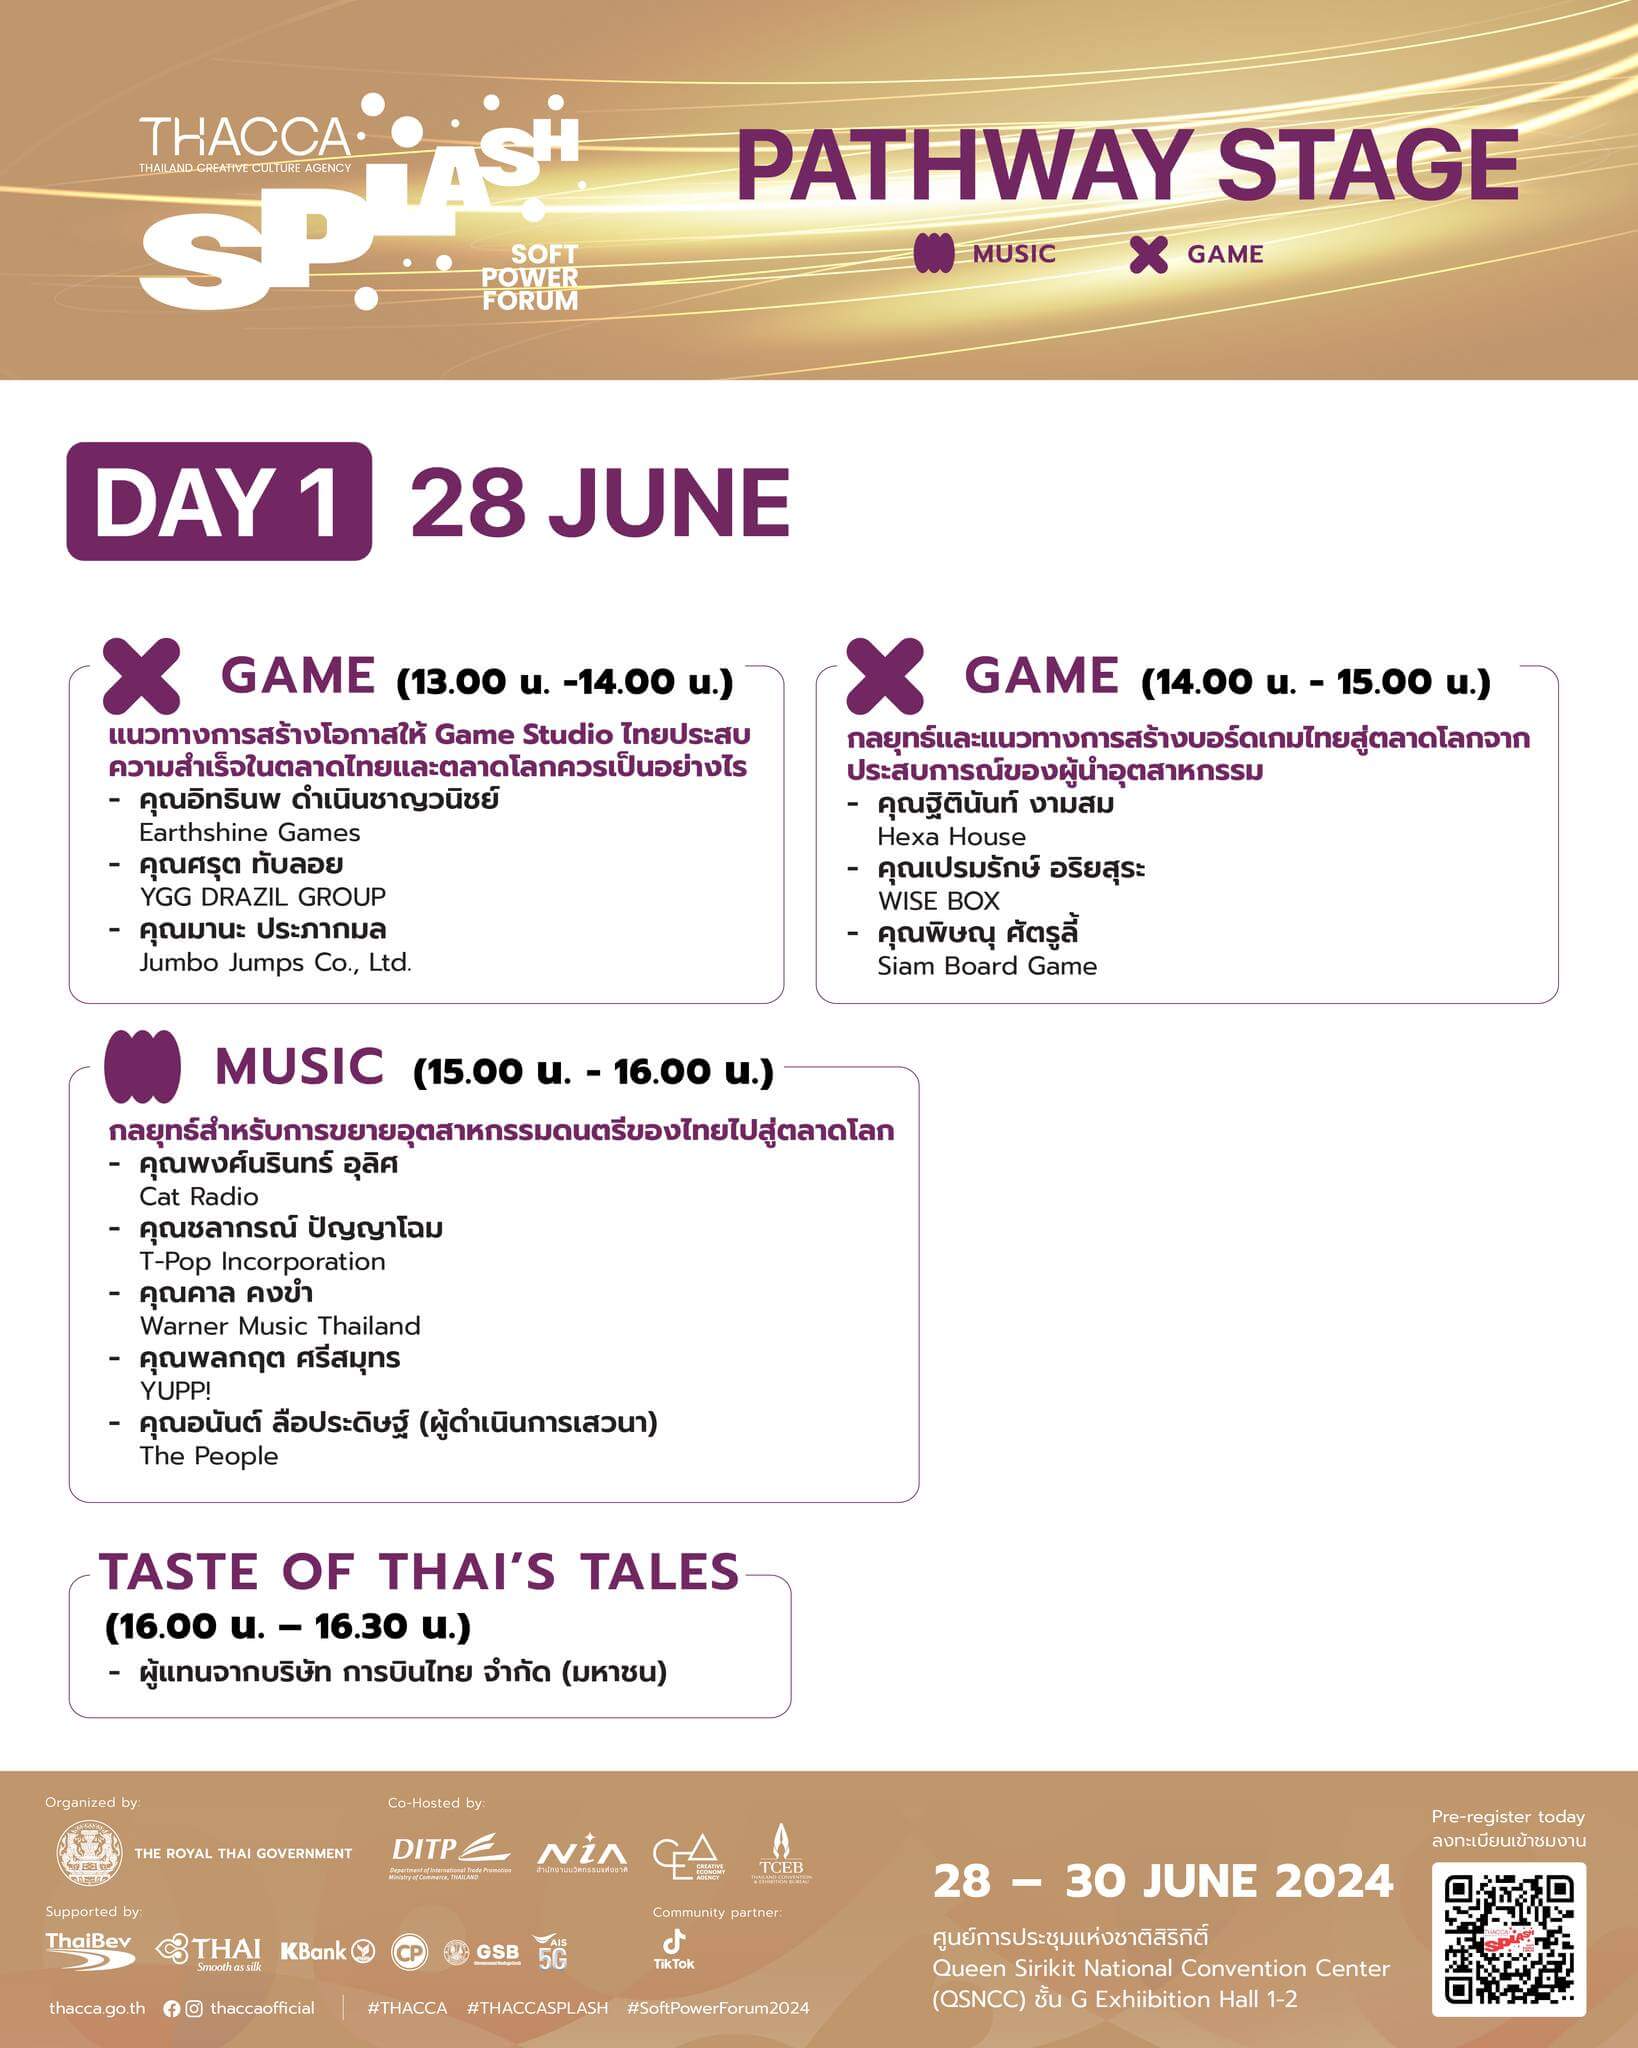 THACCA
THAILAND CREATIVE CULTURE AGENCY
SPLASH
SOFT
POWER
FORUM
PATHWAY STAGE
MUSIC GAME
DAY 1 28 JUNE
GAME (13.00 น. -14.00 น.)
แนวทางการสร้างโอกาสให้ Game Studio ไทยประสบ
ความสำเร็จในตลาดไทยและตลาดโลกควรเป็นอย่างไร
- คุณอิทธินพ ดำเนินชาญวนิชย์
Earthshine Games
- คุณศรุต ทับลอย
YGG DRAZIL GROUP
- คุณมานะ ประภากมล
Jumbo Jumps Co., Ltd.
GAME (14.00 น. - 15.00 น.)
กลยุทธ์และแนวทางการสร้างบอร์ดเกมไทยสู่ตลาดโลกจาก
ประสบการณ์ของผู้นำอุตสาหกรรม
- คุณฐิตินันท์ งามสม
Hexa House
- คุณเปรมรักษ์ อริยสุระ
WISE BOX
- คุณพิษณุ ศัตรูลี้
Siam Board Game
MUSIC (15.00 น. - 16.00 น.)
กลยุทธ์สำหรับการขยายอุตสาหกรรมดนตรีของไทยไปสู่ตลาดโลก
- คุณพงศ์นรินทร์ อุลิศ
Cat Radio
- คุณชลากรณ์ ปัญญาโฉม
T-Pop Incorporation
- คุณคาล คงขำ
Warner Music Thailand
- คุณพลกฤต ศรีสมุทร
YUPP!
- คุณอนันต์ ลือประดิษฐ์ (ผู้ดำเนินการเสวนา)
The People
TASTE OF THAI'S TALES
(16.00 น. – 16.30 น.)
- ผู้แทนจากบริษัท การบินไทย จำกัด (มหาชน)
Organized by:
THE ROYAL THAI GOVERNMENT
Co-Hosted by:
DITP
Department of International Trade Promotion
Ministry of Commerce, THAILAND
NIA
สำนักงานนวัตกรรมแห่งชาติ
CEA
CREATIVE
ECONOMY
AGENCY
TCEB
THAILAND CONVENTION
& EXHIBITION BUREAU
Supported by:
ThaiBev
THAI
Smooth as silk
KBank
CP
GSB
AIS
5G
Community partner:
TikTok
thacca.go.th thaccaofficial #THACCA #THACCASPLASH #SoftPowerForum2024
28 – 30 JUNE 2024
ศูนย์การประชุมแห่งชาติสิริกิติ์
Queen Sirikit National Convention Center
(QSNCC) ชั้น G Exhiibition Hall 1-2
Pre-register today
ลงทะเบียนเข้าชมงาน